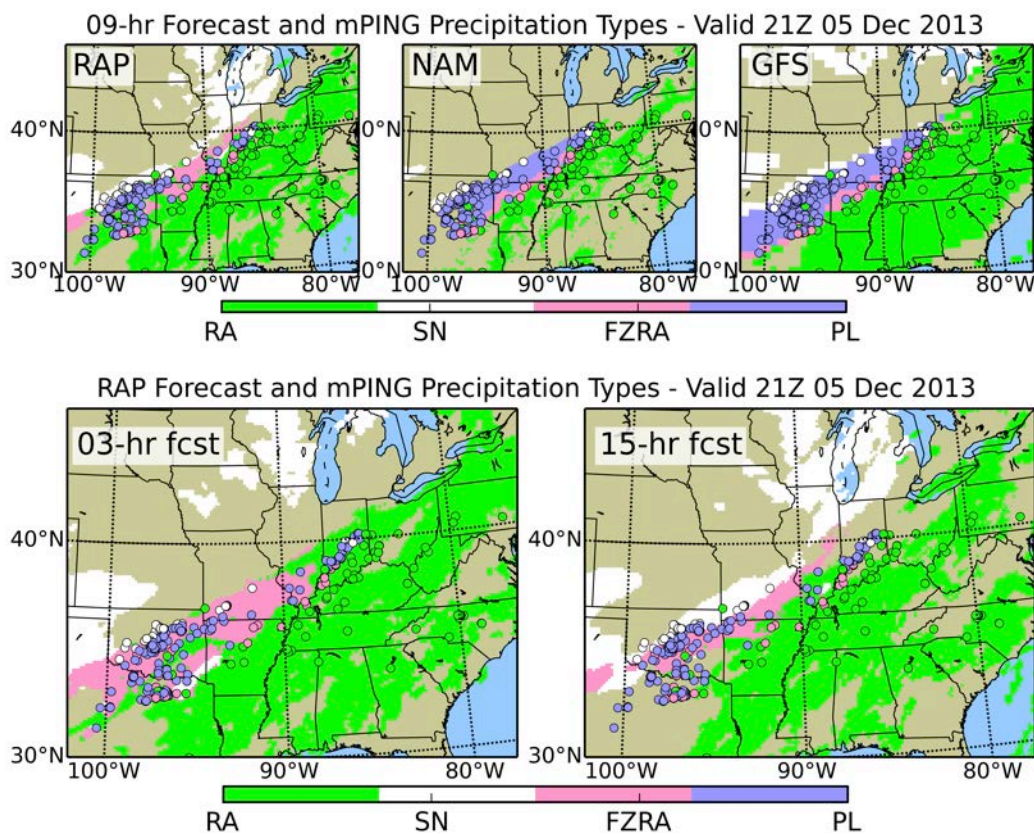 09-hr Forecast and mPING Precipitation Types - Valid 21Z 05 Dec 2013
RAP NAM GFS
40°N 40°N 40°N
30°N 0°N 30°N
100°W 90°W 80°W 100°W 90°W 80°W 100°W 90°W 80°W
RA SN FZRA PL
RAP Forecast and mPING Precipitation Types - Valid 21Z 05 Dec 2013
03-hr fcst 15-hr fcst
40°N 40°N
30°N 30°N
100°W 90°W 80°W 100°W 90°W 80°W
RA SN FZRA PL